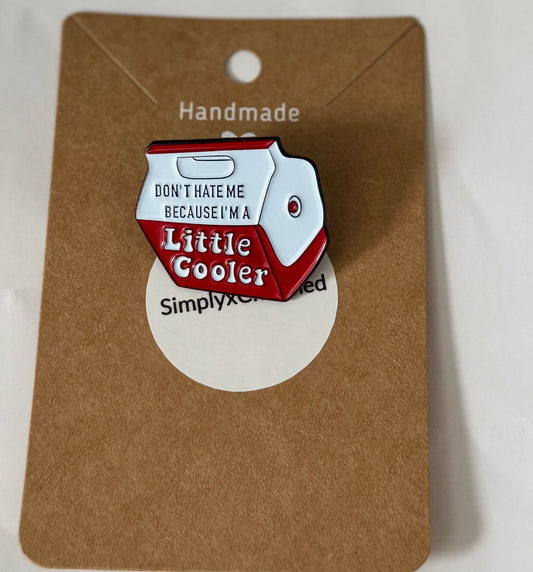 Handmade
DON'T HATE ME
BECAUSE I'M A
Little
Cooler